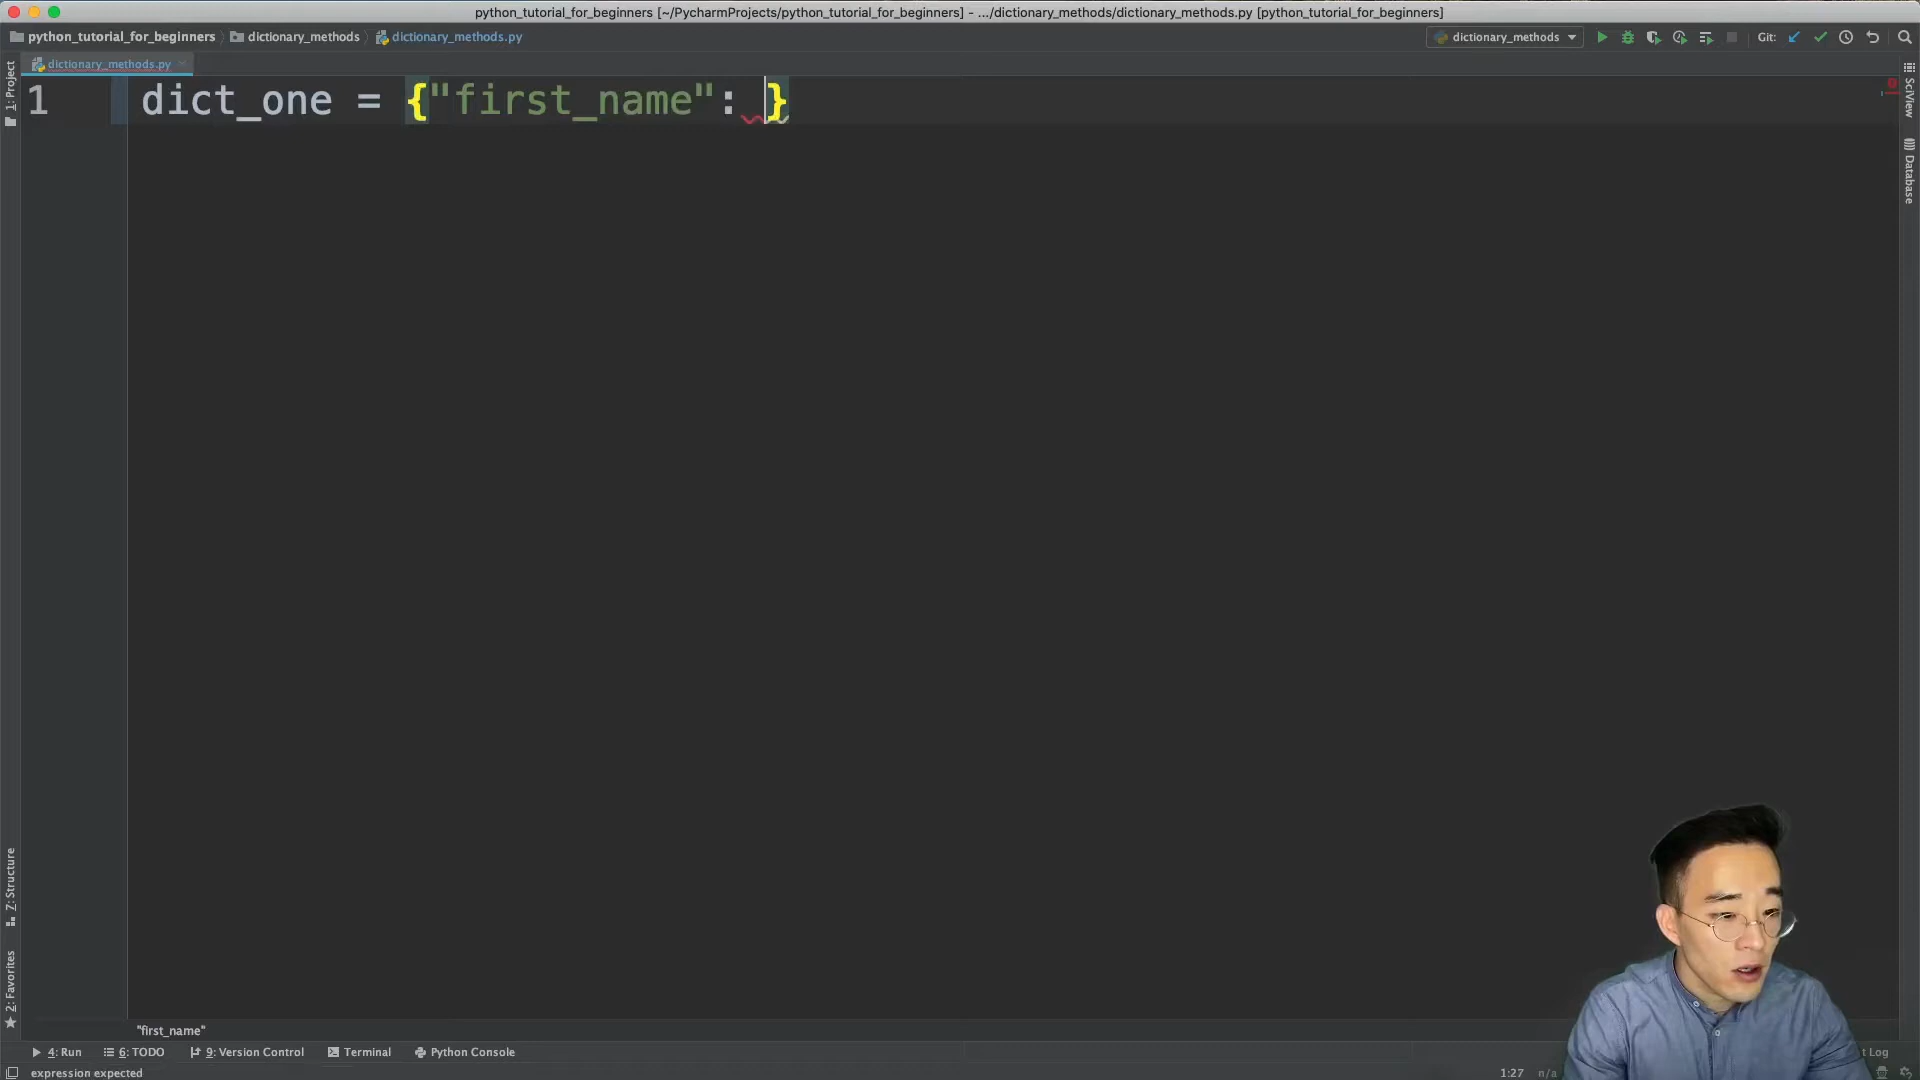 python_tutorial_for_beginners [~/PycharmProjects/python_tutorial_for_beginners] - .../dictionary_methods/dictionary_methods.py [python_tutorial_for_beginners]
python_tutorial_for_beginners dictionary_methods dictionary_methods.py dictionary_methods Git:
dictionary_methods.py
1: Project
SciView
Database
1 dict_one = {"first_name": }
Z: Structure
2: Favorites
"first_name"
4: Run 6: TODO 9: Version Control Terminal Python Console t Log
expression expected 1:27 n/a